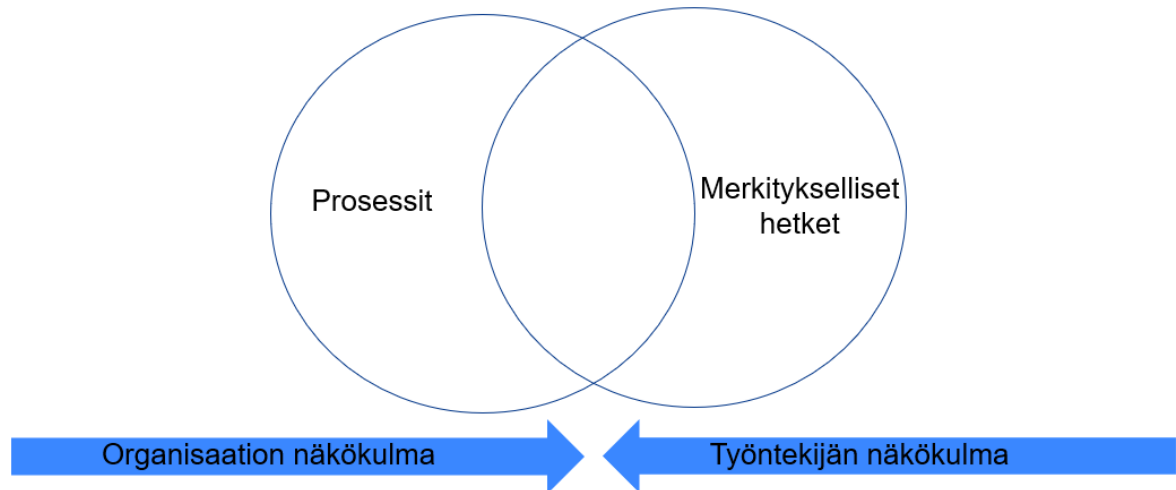 Prosessit
Merkitykselliset
hetket
Organisaation näkökulma
Työntekijän näkökulma